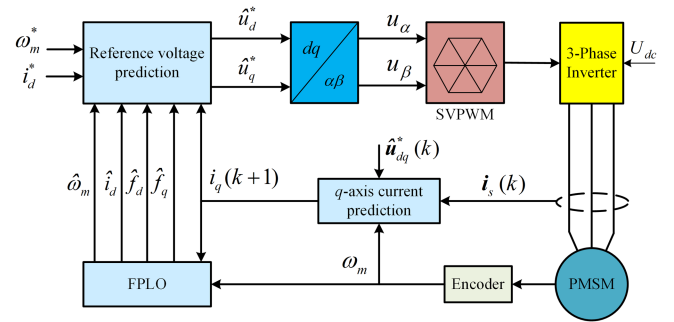 ω*m
i*d
Reference voltage
prediction
û*d
û*q
dq
αβ
uα
uβ
SVPWM
3-Phase
Inverter
Udc
û*dq(k)
ω̂m
îd
f̂d
f̂q
iq(k+1)
q-axis current
prediction
is(k)
FPLO
ωm
Encoder
PMSM